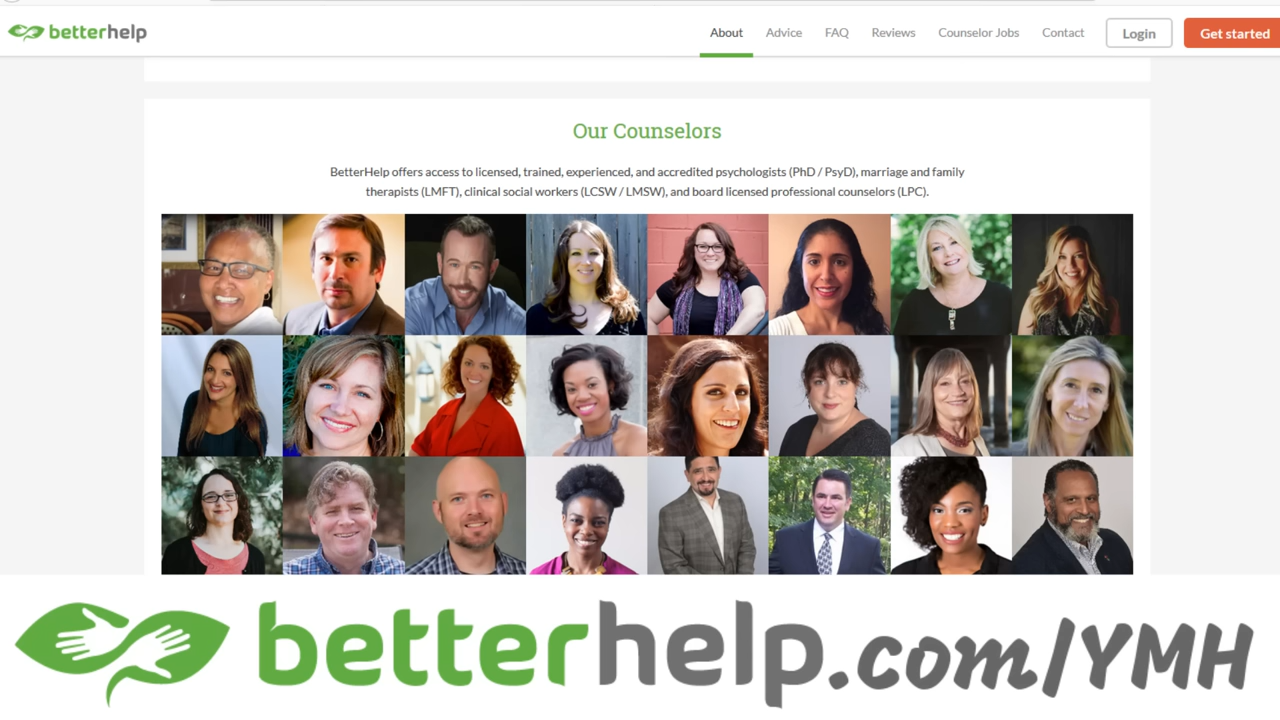 betterhelp
About Advice FAQ Reviews Counselor Jobs Contact Login Get started
Our Counselors
BetterHelp offers access to licensed, trained, experienced, and accredited psychologists (PhD / PsyD), marriage and family
therapists (LMFT), clinical social workers (LCSW / LMSW), and board licensed professional counselors (LPC).
betterhelp.com/YMH